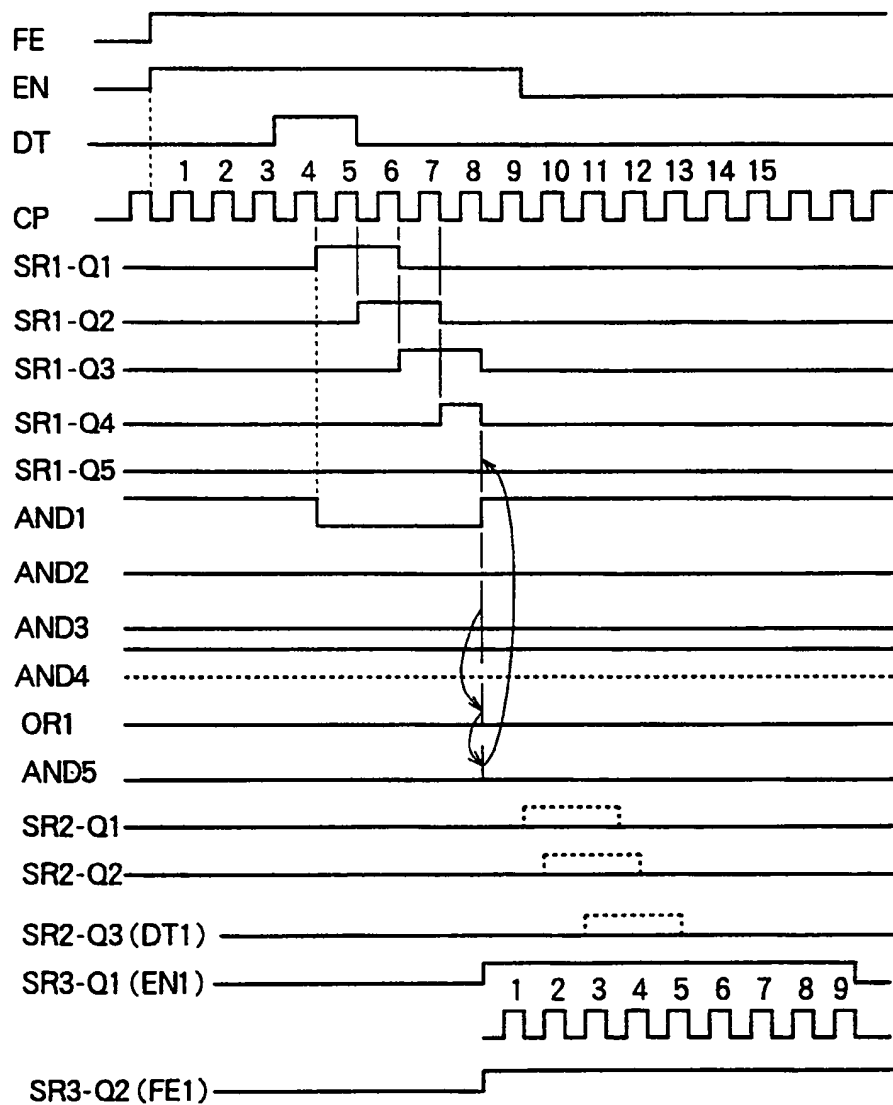 FE
EN
DT
1 2 3 4 5 6 7 8 9 10 11 12 13 14 15
CP
SR1-Q1
SR1-Q2
SR1-Q3
SR1-Q4
SR1-Q5
AND1
AND2
AND3
AND4
OR1
AND5
SR2-Q1
SR2-Q2
SR2-Q3 (DT1)
SR3-Q1 (EN1)
1 2 3 4 5 6 7 8 9
SR3-Q2 (FE1)